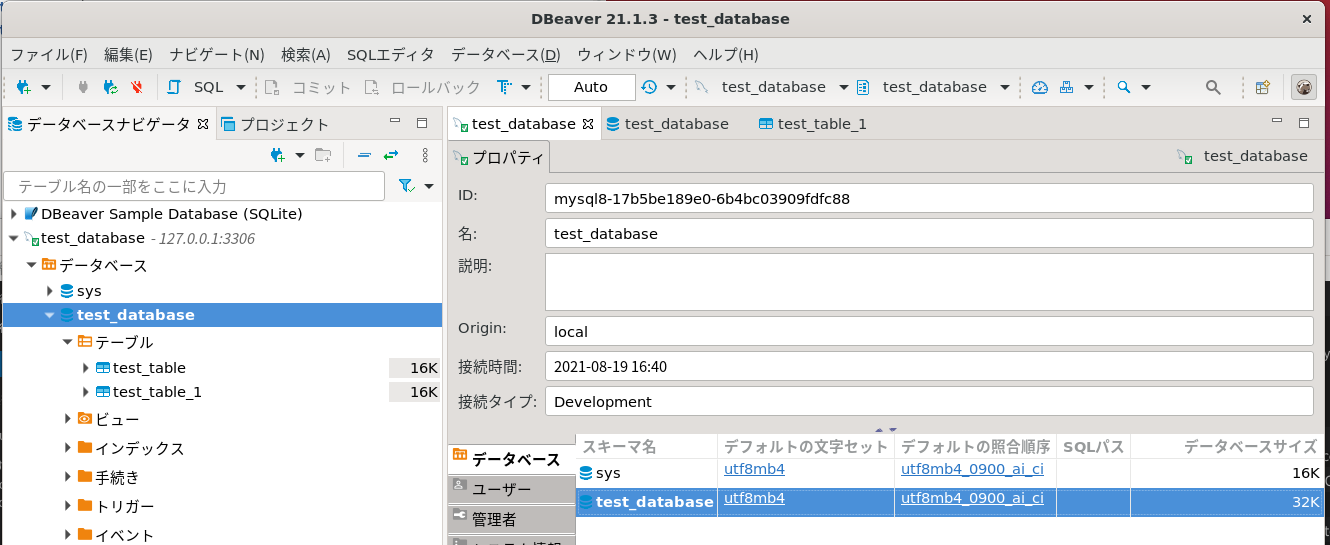 DBeaver 21.1.3 - test_database
ファイル(F) 編集(E) ナビゲート(N) 検索(A) SQLエディタ データベース(D) ウィンドウ(W) ヘルプ(H)
SQL コミット ロールバック Auto test_database test_database
データベースナビゲータ プロジェクト
テーブル名の一部をここに入力
DBeaver Sample Database (SQLite)
test_database - 127.0.0.1:3306
データベース
sys
test_database
テーブル
test_table 16K
test_table_1 16K
ビュー
インデックス
手続き
トリガー
イベント
test_database test_database test_table_1
プロパティ test_database
ID: mysql8-17b5be189e0-6b4bc03909fdfc88
名: test_database
説明:
Origin: local
接続時間: 2021-08-19 16:40
接続タイプ: Development
データベース
ユーザー
管理者
スキーマ名 デフォルトの文字セット デフォルトの照合順序 SQLパス データベースサイズ
sys utf8mb4 utf8mb4_0900_ai_ci 16K
test_database utf8mb4 utf8mb4_0900_ai_ci 32K